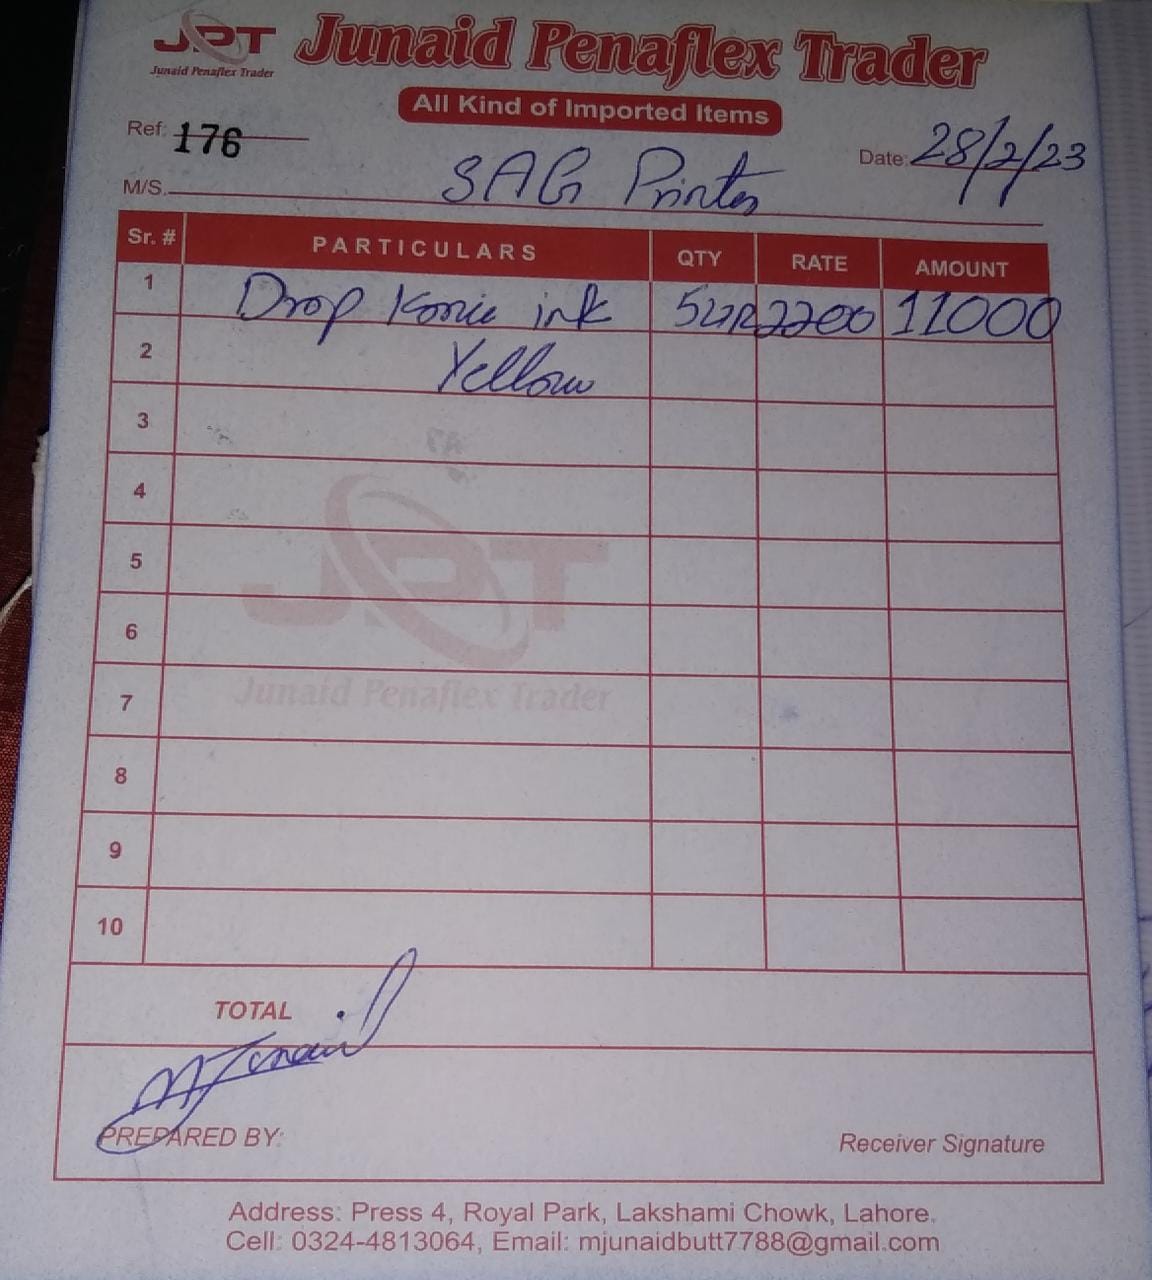 JPT Junaid Penaflex Trader
Junaid Penaflex Trader
All Kind of Imported Items
Ref: 176
Date: 28/2/23
M/S. SAG Printers
Sr. # PARTICULARS QTY RATE AMOUNT
1 Drop Konic ink 5LTR 2200 11000
2 Yellow
3
4
5
6
7
8
9
10
JPT
Junaid Penaflex Trader
TOTAL
M Junaid
PREPARED BY:
Receiver Signature
Address: Press 4, Royal Park, Lakshami Chowk, Lahore.
Cell: 0324-4813064, Email: mjunaidbutt7788@gmail.com